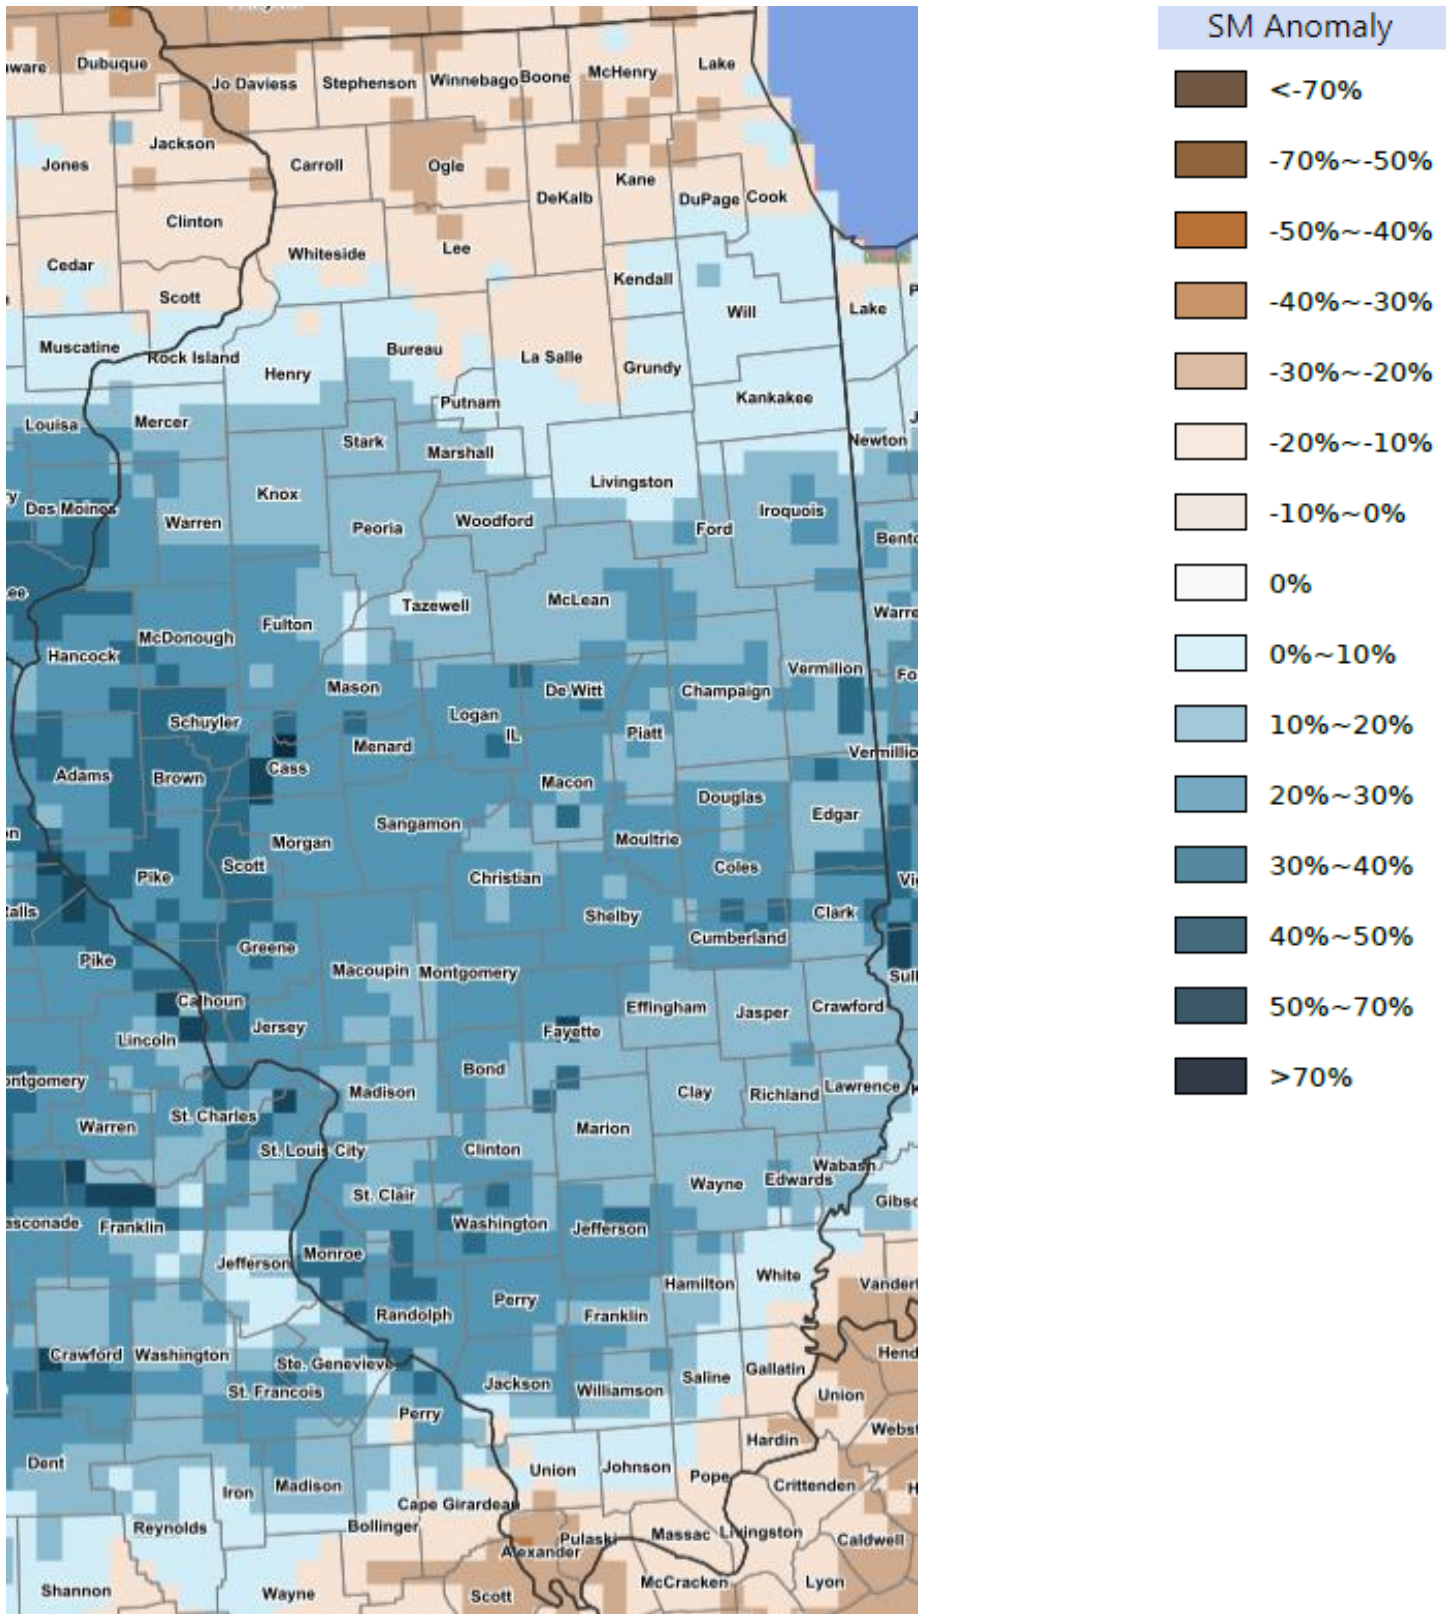 SM Anomaly
<-70%
-70%~-50%
-50%~-40%
-40%~-30%
-30%~-20%
-20%~-10%
-10%~0%
0%
0%~10%
10%~20%
20%~30%
30%~40%
40%~50%
50%~70%
>70%
Dubuque
Jo Daviess
Stephenson
Winnebago
Boone
McHenry
Lake
Jones
Jackson
Carroll
Ogle
DeKalb
Kane
DuPage
Cook
Clinton
Whiteside
Lee
Cedar
Scott
Kendall
Will
Lake
Muscatine
Rock Island
Henry
Bureau
La Salle
Grundy
Putnam
Kankakee
Louisa
Mercer
Stark
Marshall
Newton
Livingston
Knox
Des Moines
Warren
Peoria
Woodford
Ford
Iroquois
Tazewell
McLean
Fulton
McDonough
Hancock
Mason
Vermilion
De Witt
Champaign
Schuyler
Logan
IL
Piatt
Menard
Adams
Brown
Cass
Macon
Douglas
Edgar
Sangamon
Morgan
Moultrie
Scott
Pike
Christian
Coles
Shelby
Clark
Cumberland
Greene
Pike
Macoupin
Montgomery
Calhoun
Effingham
Jasper
Crawford
Jersey
Lincoln
Fayette
Bond
Madison
Clay
Richland
Lawrence
St. Charles
Warren
Marion
St. Louis City
Clinton
Wabash
Wayne
Edwards
St. Clair
Washington
Jefferson
Franklin
Jefferson
Monroe
White
Hamilton
Perry
Randolph
Franklin
Crawford
Washington
Ste. Genevieve
Gallatin
Saline
Jackson
Williamson
Union
St. Francois
Perry
Hardin
Dent
Union
Johnson
Pope
Crittenden
Iron
Madison
Cape Girardeau
Reynolds
Bollinger
Pulaski
Massac
Livingston
Caldwell
Alexander
Shannon
Wayne
Scott
McCracken
Lyon